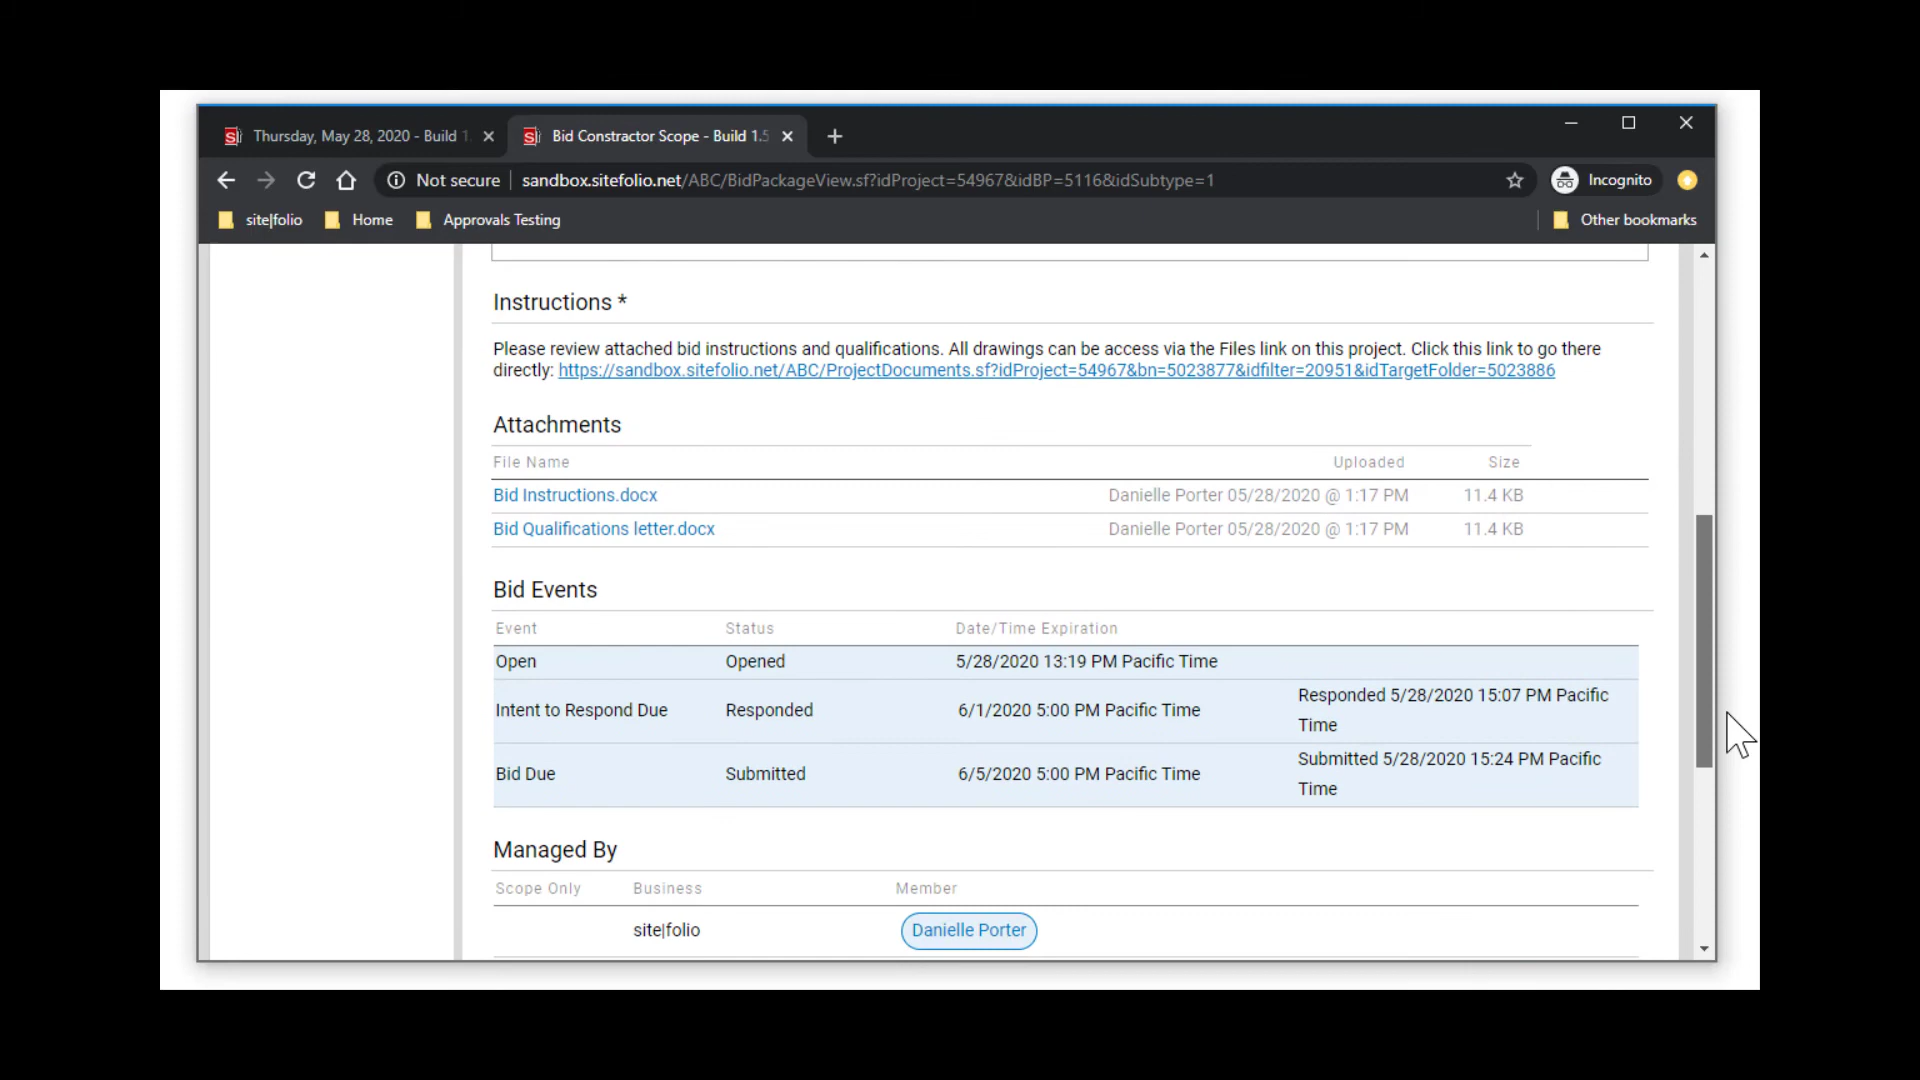 Thursday, May 28, 2020 - Build 1.
Bid Constractor Scope - Build 1.5
Not secure sandbox.sitefolio.net/ABC/BidPackageView.sf?idProject=54967&idBP=5116&idSubtype=1 Incognito
site|folio Home Approvals Testing Other bookmarks
Instructions *
Please review attached bid instructions and qualifications. All drawings can be access via the Files link on this project. Click this link to go there
directly: https://sandbox.sitefolio.net/ABC/ProjectDocuments.sf?idProject=54967&bn=5023877&idfilter=20951&idTargetFolder=5023886
Attachments
File Name Uploaded Size
Bid Instructions.docx Danielle Porter 05/28/2020 @ 1:17 PM 11.4 KB
Bid Qualifications letter.docx Danielle Porter 05/28/2020 @ 1:17 PM 11.4 KB
Bid Events
Event Status Date/Time Expiration
Open Opened 5/28/2020 13:19 PM Pacific Time
Intent to Respond Due Responded 6/1/2020 5:00 PM Pacific Time Responded 5/28/2020 15:07 PM Pacific
Time
Bid Due Submitted 6/5/2020 5:00 PM Pacific Time Submitted 5/28/2020 15:24 PM Pacific
Time
Managed By
Scope Only Business Member
site|folio Danielle Porter